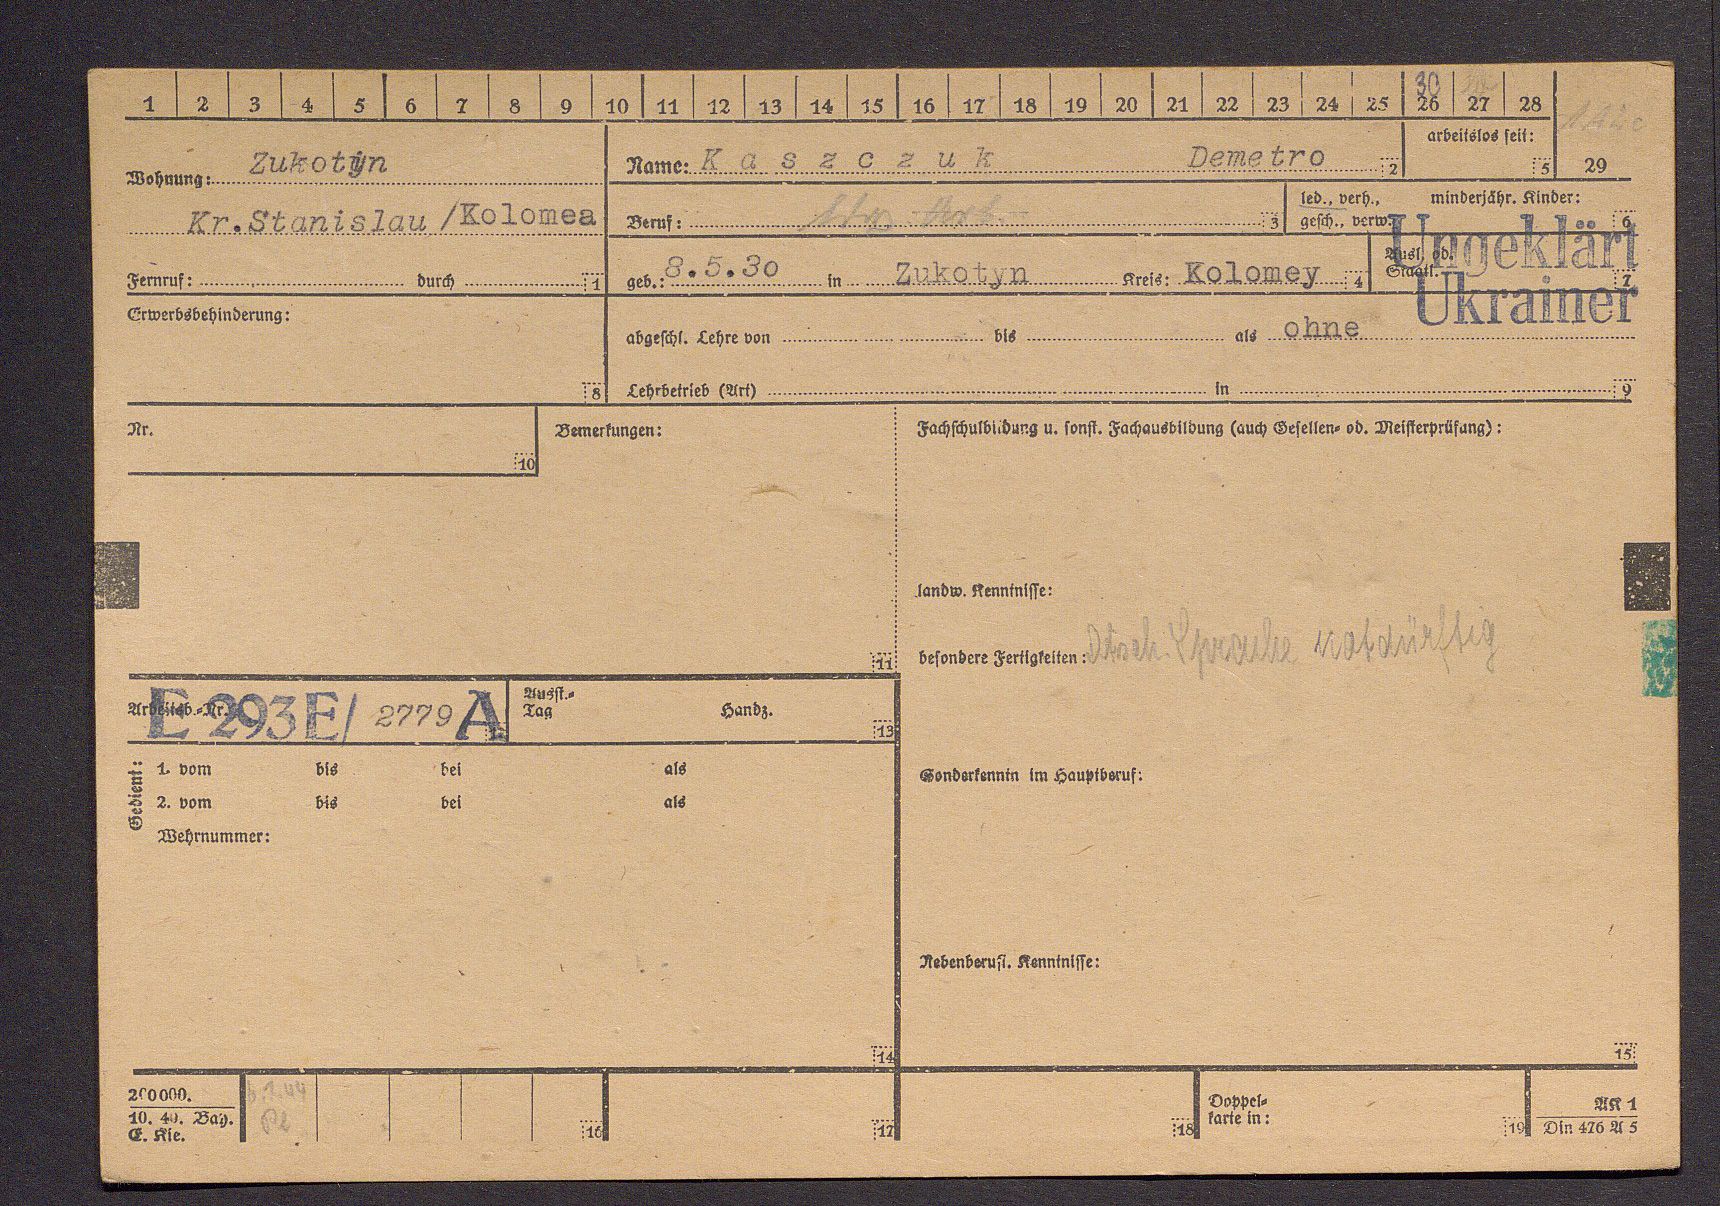 1 2 3 4 5 6 7 8 9 10 11 12 13 14 15 16 17 18 19 20 21 22 23 24 25 26 27 28
30
arbeitslos seit:
5 29
Wohnung: Zukotyn
Kr. Stanislau /Kolomea
Fernruf: durch 1
Name: Kaszczuk Demetro 2
Beruf: 3
led., verh., gesch., verw.
minderjähr. Kinder: 6
geb.: 8.5.30 in Zukotyn Kreis: Kolomey 4
Ausl. od. Staatl. 7
Ungeklärt
Ukrainer
Erwerbsbehinderung:
8
abgeschl. Lehre von bis als ohne
Lehrbetrieb (Art) in 9
Nr.
10
Bemerkungen:
11
Fachschulbildung u. sonst. Fachausbildung (auch Gesellen- od. Meisterprüfung):
landw. Kenntnisse:
besondere Fertigkeiten: Dtsch. Sprache notdürftig
Arbeitsb.-Nr. E 293E/ 2779 A
Ausst.-Tag Handz. 13
Gedient:
1. vom bis bei als
2. vom bis bei als
Wehrnummer:
14
Sonderkenntn im Hauptberuf:
Nebenberufl. Kenntnisse:
15
200000.
10. 40. Bay.
E. Kie.
16 17 18
Doppelkarte in: 19
AK 1
Din 476 A 5